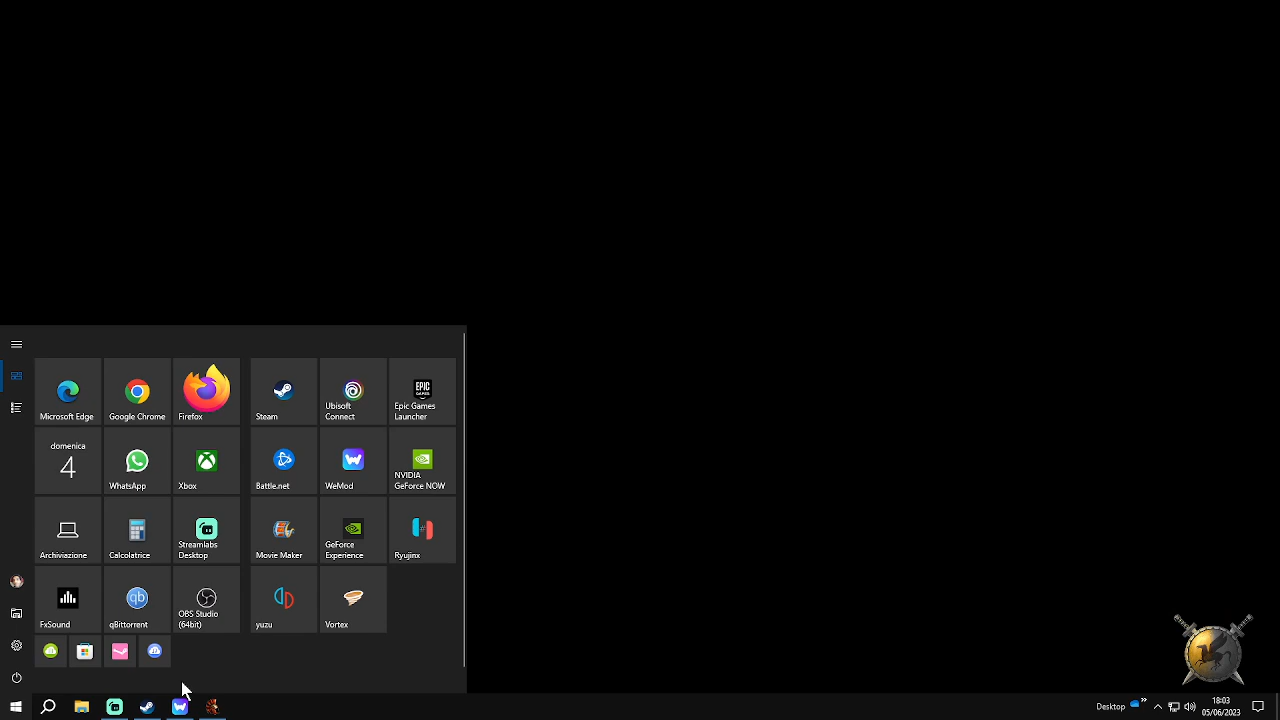 Microsoft Edge
Google Chrome
Firefox
Steam
Ubisoft
Connect
EPIC
GAMES
Epic Games
Launcher
domenica
4
WhatsApp
Xbox
Battle.net
WeMod
NVIDIA
GeForce NOW
Archiviazione
Calcolatrice
Streamlabs
Desktop
Movie Maker
GeForce
Experience
Ryujinx
FxSound
qb
qBittorrent
OBS Studio
(64bit)
yuzu
Vortex
Desktop
18:03
05/06/2023